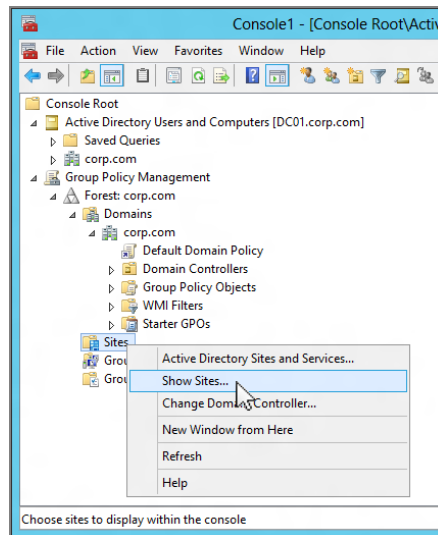 Console1 - [Console Root\Activ
File Action View Favorites Window Help
Console Root
Active Directory Users and Computers [DC01.corp.com]
Saved Queries
corp.com
Group Policy Management
Forest: corp.com
Domains
corp.com
Default Domain Policy
Domain Controllers
Group Policy Objects
WMI Filters
Starter GPOs
Sites
Grou
Grou
Active Directory Sites and Services...
Show Sites...
Change Domain Controller...
New Window from Here
Refresh
Help
Choose sites to display within the console